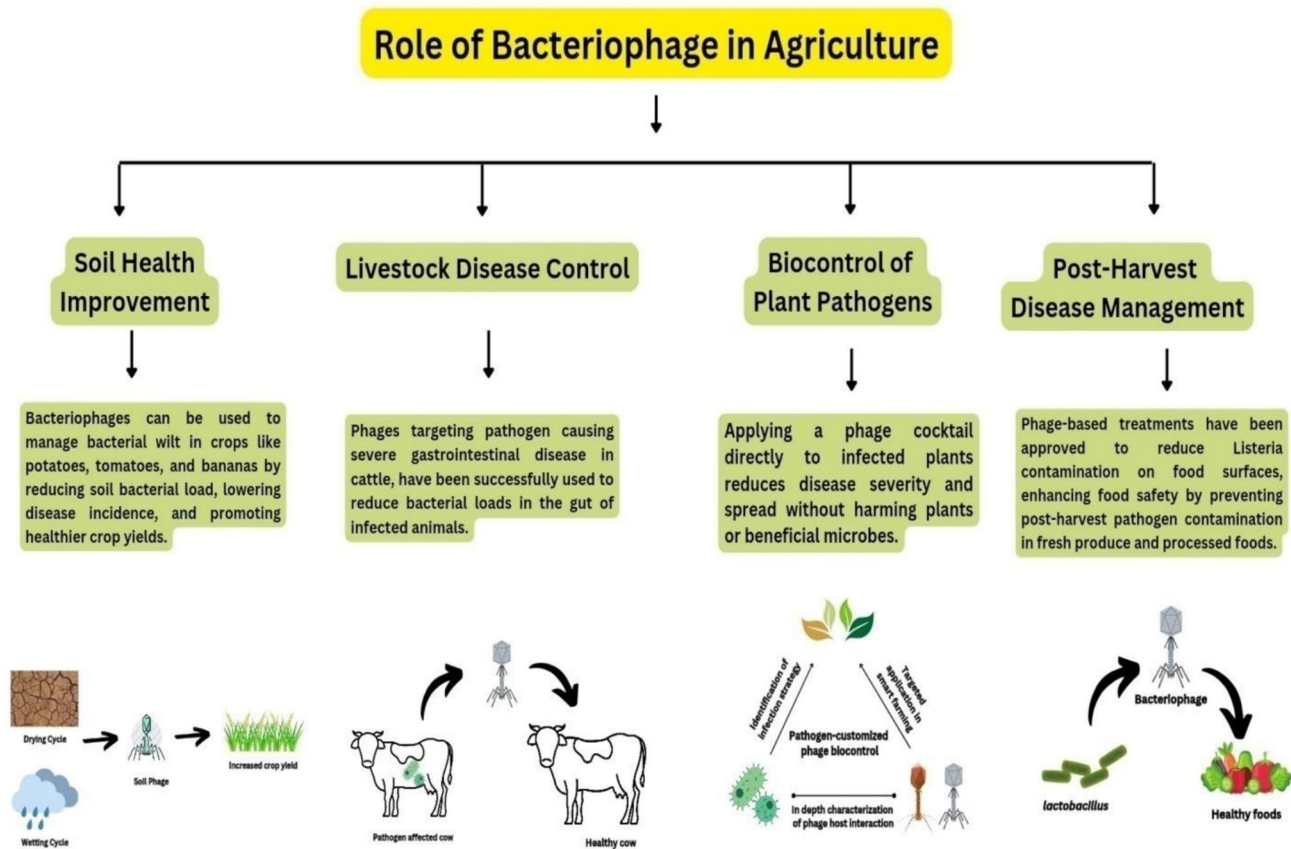 Role of Bacteriophage in Agriculture
Soil Health
Improvement
Bacteriophages can be used to
manage bacterial wilt in crops like
potatoes, tomatoes, and bananas by
reducing soil bacterial load, lowering
disease incidence, and promoting
healthier crop yields.
Drying Cycle
Wetting Cycle
Soil Phage
Increased crop yield
Livestock Disease Control
Phages targeting pathogen causing
severe gastrointestinal disease in
cattle, have been successfully used to
reduce bacterial loads in the gut of
infected animals.
Pathogen affected cow
Healthy cow
Biocontrol of
Plant Pathogens
Applying a phage cocktail
directly to infected plants
reduces disease severity and
spread without harming plants
or beneficial microbes.
Identification of
infection strategy
Targeted
application in
smart farming
Pathogen-customized
phage biocontrol
In depth characterization
of phage host interaction
Post-Harvest
Disease Management
Phage-based treatments have been
approved to reduce Listeria
contamination on food surfaces,
enhancing food safety by preventing
post-harvest pathogen contamination
in fresh produce and processed foods.
Bacteriophage
lactobacillus
Healthy foods